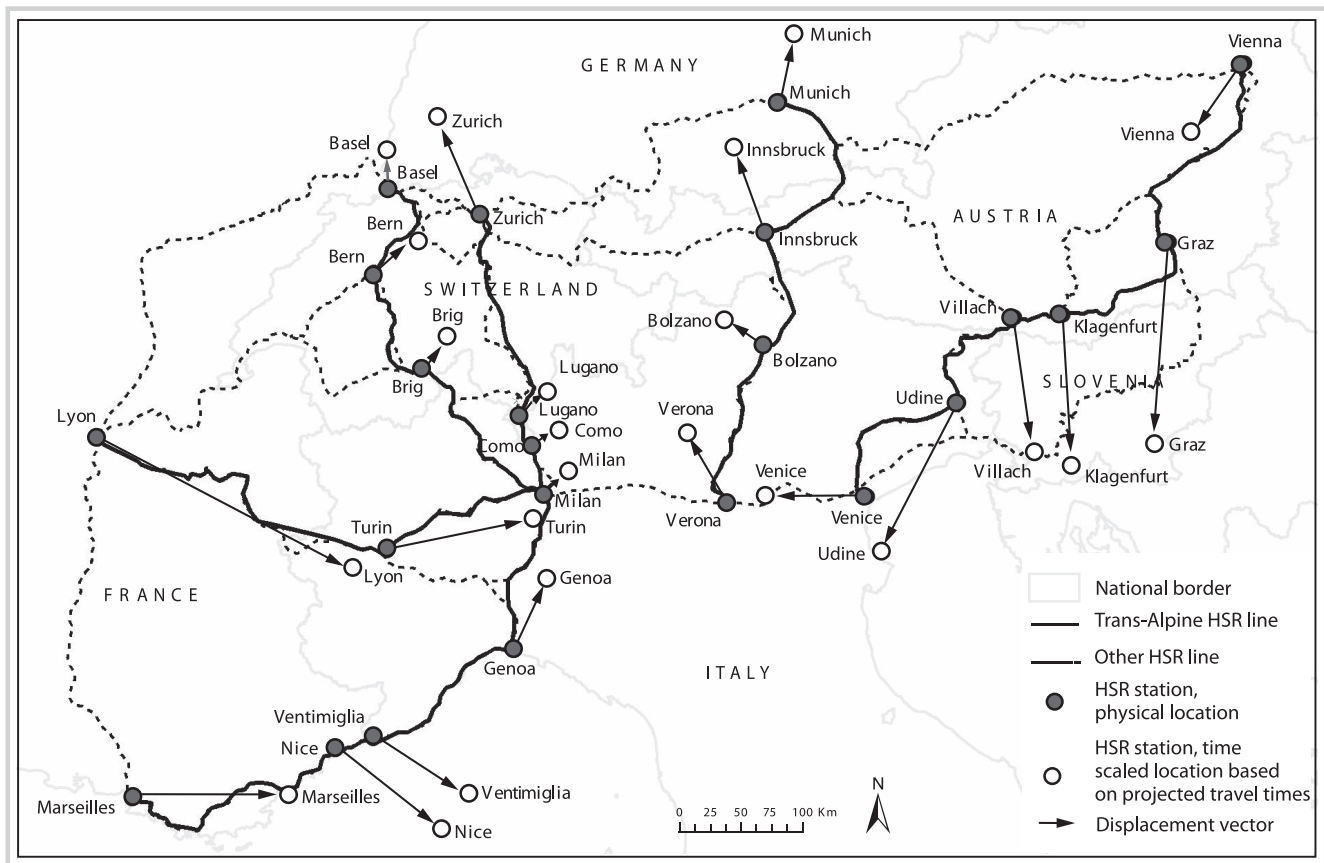 Munich
Vienna
GERMANY
Munich
Zurich
Vienna
Basel
Innsbruck
Basel
Bern
Zurich
AUSTRIA
Innsbruck
Graz
Bern
SWITZERLAND
Villach
Brig
Bolzano
Klagenfurt
Bolzano
Lugano
SLOVENIA
Brig
Udine
Lyon
Lugano
Verona
Como
Como
Graz
Milan
Venice
Villach
Klagenfurt
Milan
Verona
Venice
Turin
Turin
Udine
Lyon
Genoa
FRANCE
National border
Trans-Alpine HSR line
Genoa
ITALY
Other HSR line
HSR station,
physical location
Ventimiglia
Nice
HSR station, time
scaled location based
on projected travel times
Marseilles
Marseilles
Ventimiglia
N
0 25 50 75 100 Km
Nice
Displacement vector